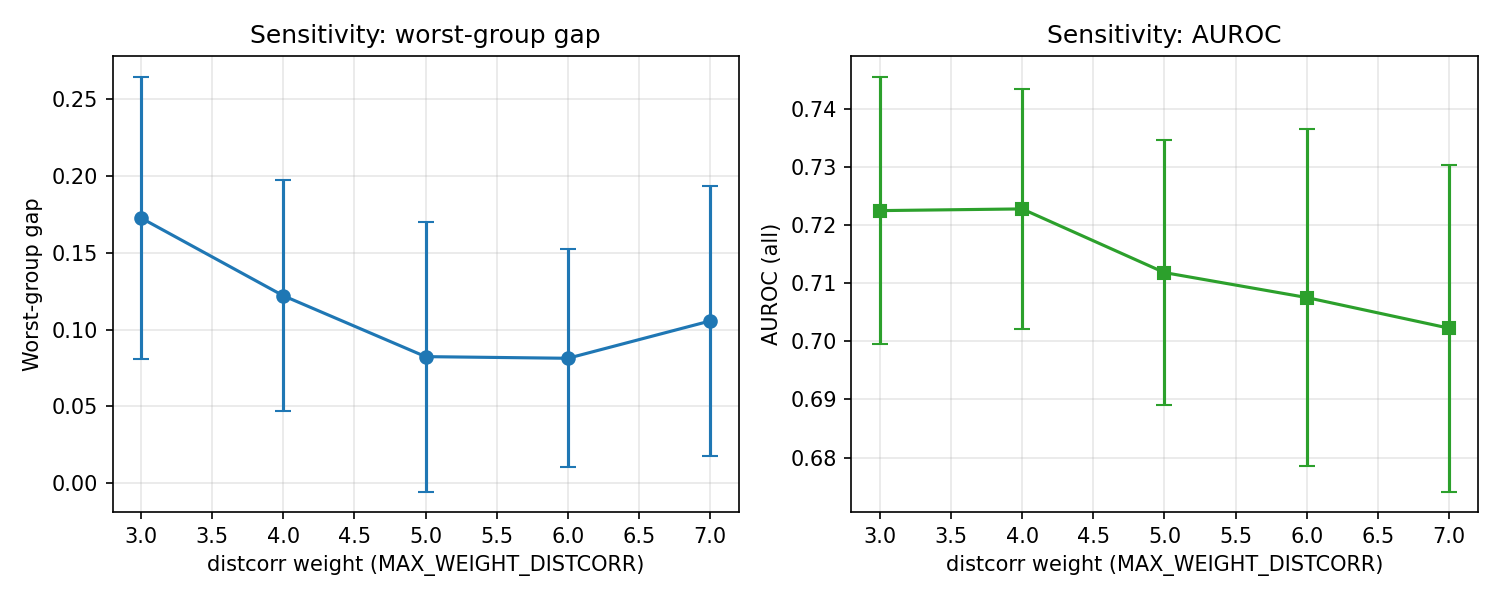 Sensitivity: worst-group gap
Worst-group gap
0.25
0.20
0.15
0.10
0.05
0.00
3.0 3.5 4.0 4.5 5.0 5.5 6.0 6.5 7.0
distcorr weight (MAX_WEIGHT_DISTCORR)
Sensitivity: AUROC
AUROC (all)
0.74
0.73
0.72
0.71
0.70
0.69
0.68
3.0 3.5 4.0 4.5 5.0 5.5 6.0 6.5 7.0
distcorr weight (MAX_WEIGHT_DISTCORR)